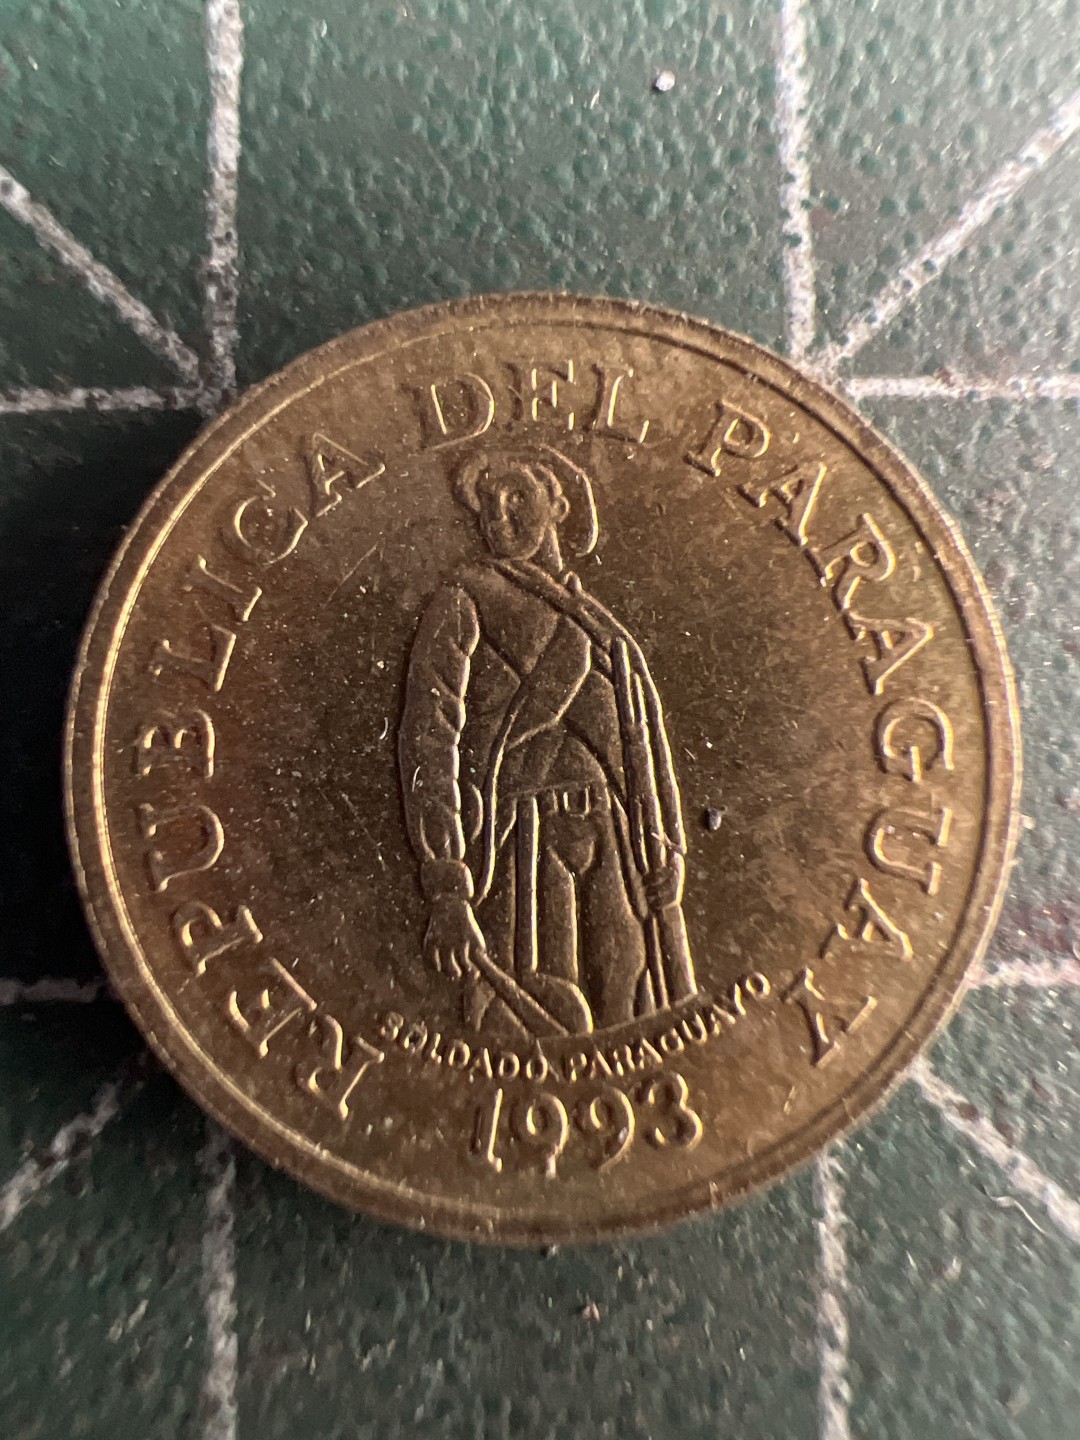 REPUBLICA DEL PARAGUAY
SOLDADO PARAGUAYO
1993